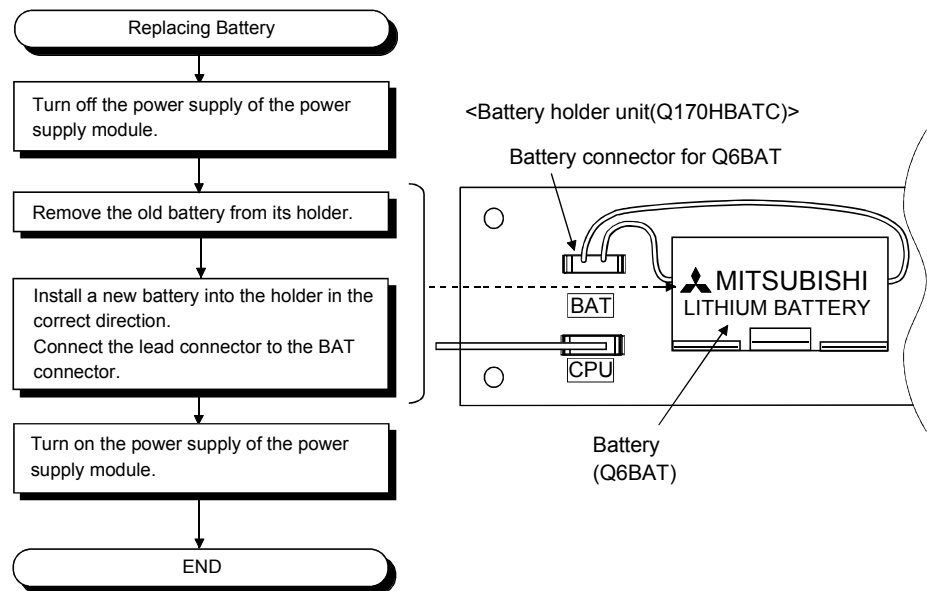 Replacing Battery
Turn off the power supply of the power
supply module.
Remove the old battery from its holder.
Install a new battery into the holder in the
correct direction.
Connect the lead connector to the BAT
connector.
Turn on the power supply of the power
supply module.
END
<Battery holder unit(Q170HBATC)>
Battery connector for Q6BAT
BAT
CPU
MITSUBISHI
LITHIUM BATTERY
Battery
(Q6BAT)